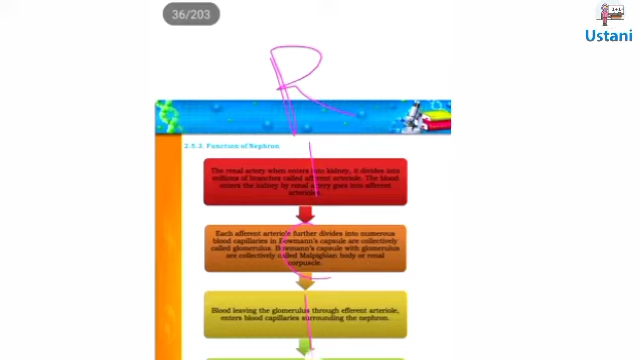 36/203
Ustani
R
2.5.3. Function of Nephron
The renal artery when enters into kidney, it divides into
millions of branches called afferent arteriole. The blood
enters the kidney by renal artery goes into afferent
arterioles.
Each afferent arteriole further divides into numerous
blood capillaries in Bowmann's capsule are collectively
called glomerulus. Bowmann's capsule with glomerulus
are collectively called Malpighian body or renal
corpuscle.
Blood leaving the glomerulus through efferent arteriole,
enters blood capillaries surrounding the nephron.